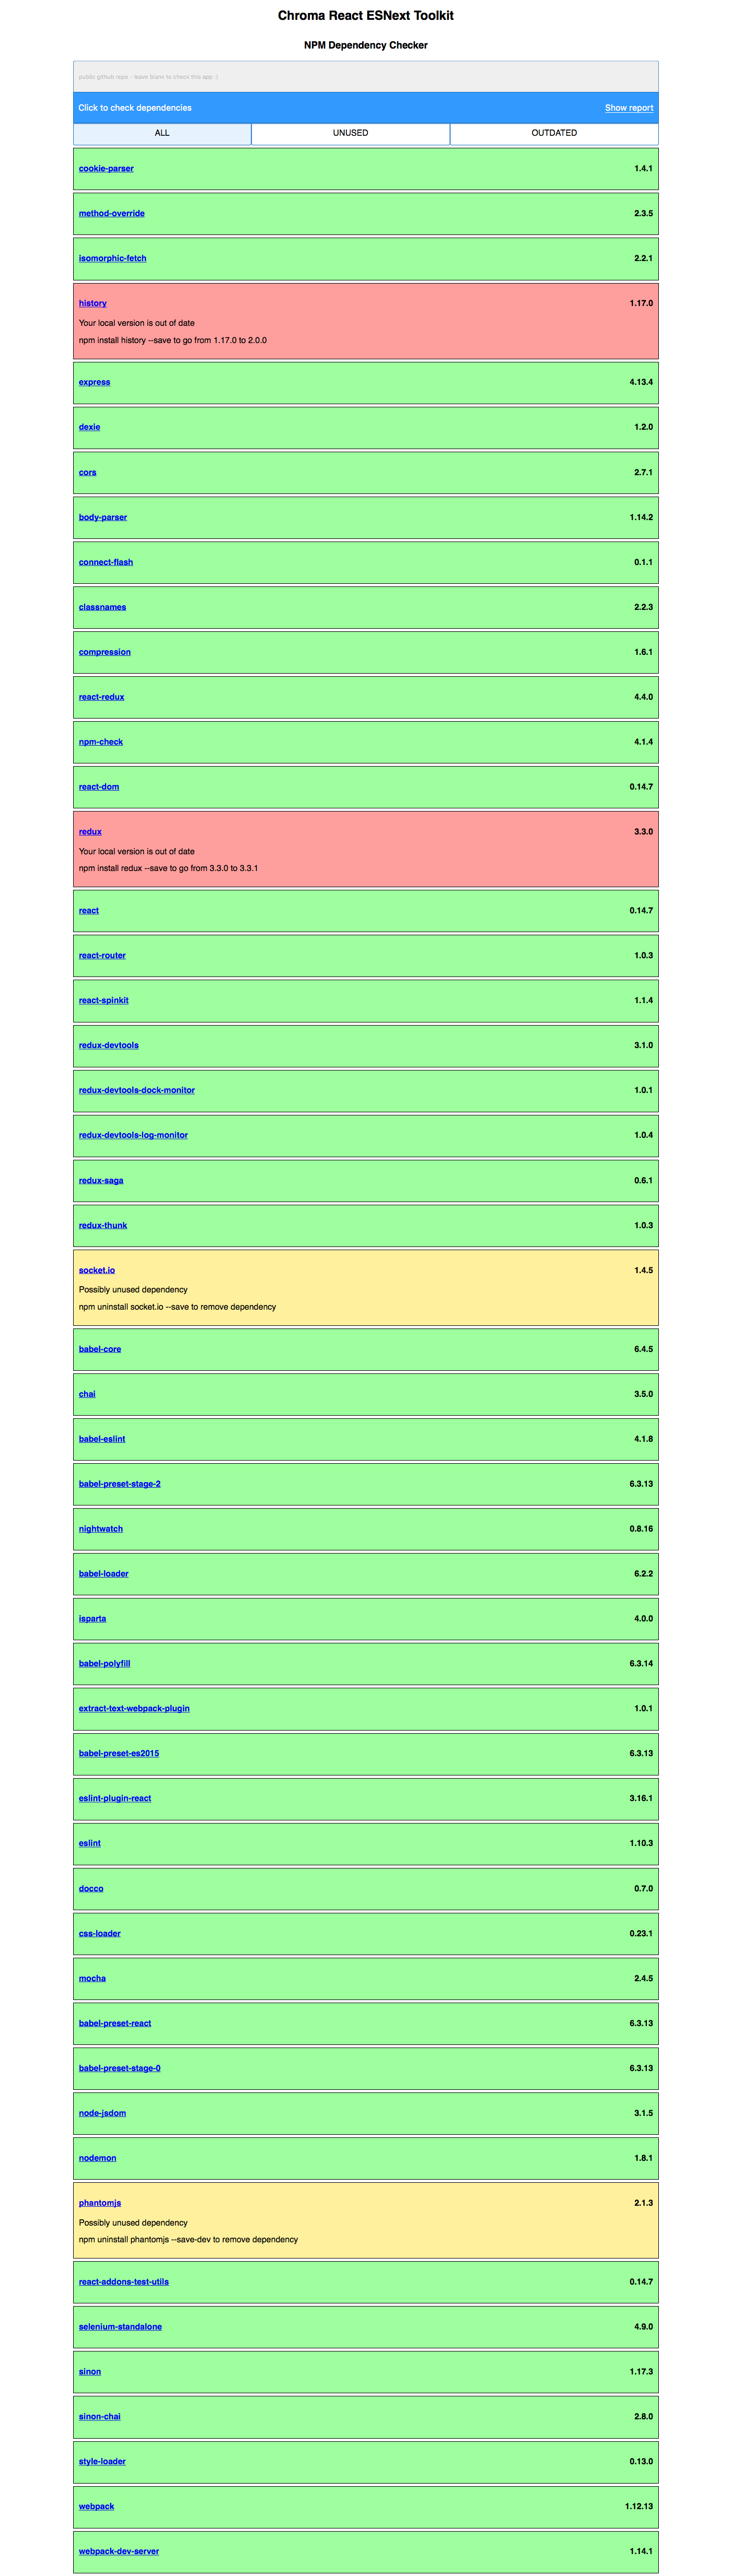 Chroma React ESNext Toolkit
NPM Dependency Checker
public github repo - leave blank to check this app :)
Click to check dependencies Show report
ALL UNUSED OUTDATED
cookie-parser 1.4.1
method-override 2.3.5
isomorphic-fetch 2.2.1
history 1.17.0
Your local version is out of date
npm install history --save to go from 1.17.0 to 2.0.0
express 4.13.4
dexie 1.2.0
cors 2.7.1
body-parser 1.14.2
connect-flash 0.1.1
classnames 2.2.3
compression 1.6.1
react-redux 4.4.0
npm-check 4.1.4
react-dom 0.14.7
redux 3.3.0
Your local version is out of date
npm install redux --save to go from 3.3.0 to 3.3.1
react 0.14.7
react-router 1.0.3
react-spinkit 1.1.4
redux-devtools 3.1.0
redux-devtools-dock-monitor 1.0.1
redux-devtools-log-monitor 1.0.4
redux-saga 0.6.1
redux-thunk 1.0.3
socket.io 1.4.5
Possibly unused dependency
npm uninstall socket.io --save to remove dependency
babel-core 6.4.5
chai 3.5.0
babel-eslint 4.1.8
babel-preset-stage-2 6.3.13
nightwatch 0.8.16
babel-loader 6.2.2
isparta 4.0.0
babel-polyfill 6.3.14
extract-text-webpack-plugin 1.0.1
babel-preset-es2015 6.3.13
eslint-plugin-react 3.16.1
eslint 1.10.3
docco 0.7.0
css-loader 0.23.1
mocha 2.4.5
babel-preset-react 6.3.13
babel-preset-stage-0 6.3.13
node-jsdom 3.1.5
nodemon 1.8.1
phantomjs 2.1.3
Possibly unused dependency
npm uninstall phantomjs --save-dev to remove dependency
react-addons-test-utils 0.14.7
selenium-standalone 4.9.0
sinon 1.17.3
sinon-chai 2.8.0
style-loader 0.13.0
webpack 1.12.13
webpack-dev-server 1.14.1